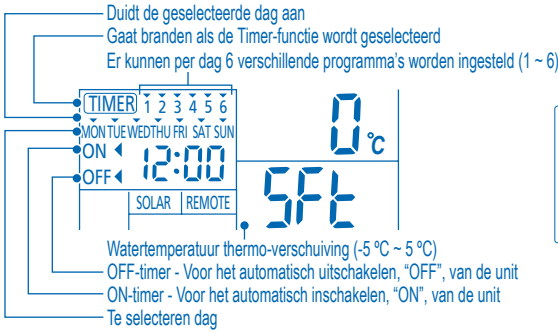 Duidt de geselecteerde dag aan
Gaat branden als de Timer-functie wordt geselecteerd
Er kunnen per dag 6 verschillende programma's worden ingesteld (1 ~ 6)
TIMER 1 2 3 4 5 6
MON TUE WED THU FRI SAT SUN
ON
12:00
OFF
SOLAR REMOTE
0 °C
SFt
Watertemperatuur thermo-verschuiving (-5 ºC ~ 5 ºC)
OFF-timer - Voor het automatisch uitschakelen, “OFF”, van de unit
ON-timer - Voor het automatisch inschakelen, “ON”, van de unit
Te selecteren dag